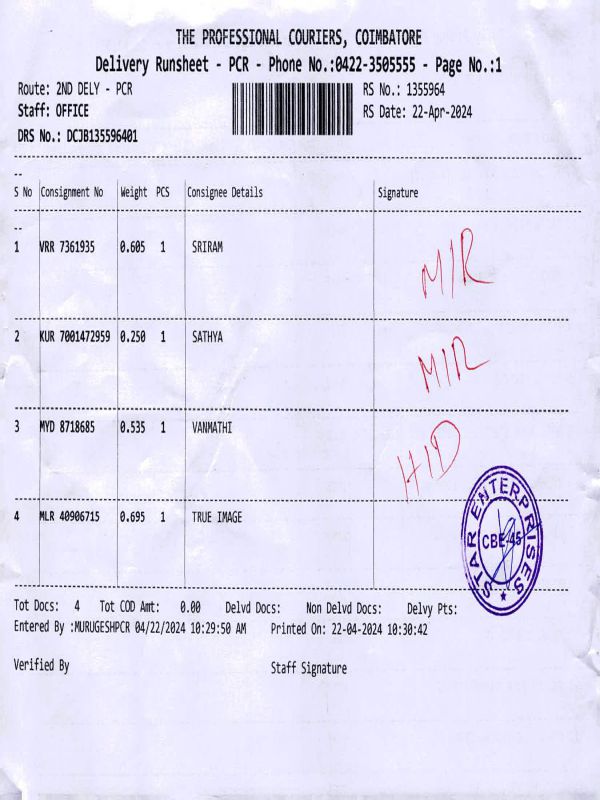 THE PROFESSIONAL COURIERS, COIMBATORE
Delivery Runsheet - PCR - Phone No.:0422-3505555 - Page No.:1
Route: 2ND DELY - PCR
RS No.: 1355964
Staff: OFFICE
RS Date: 22-Apr-2024
DRS No.: DCJB135596401
--
S No Consignment No Weight PCS Consignee Details Signature
--
1 VRR 7361935 0.605 1 SRIRAM M/R
2 KUR 7001472959 0.250 1 SATHYA M/R
3 MYD 8718685 0.535 1 VANMATHI H/D
4 MLR 40906715 0.695 1 TRUE IMAGE
STAR ENTERPRISES
CBE-45
Tot Docs: 4 Tot COD Amt: 0.00 Delvd Docs: Non Delvd Docs: Delvy Pts:
Entered By :MURUGESHPCR 04/22/2024 10:29:50 AM Printed On: 22-04-2024 10:30:42
Verified By Staff Signature